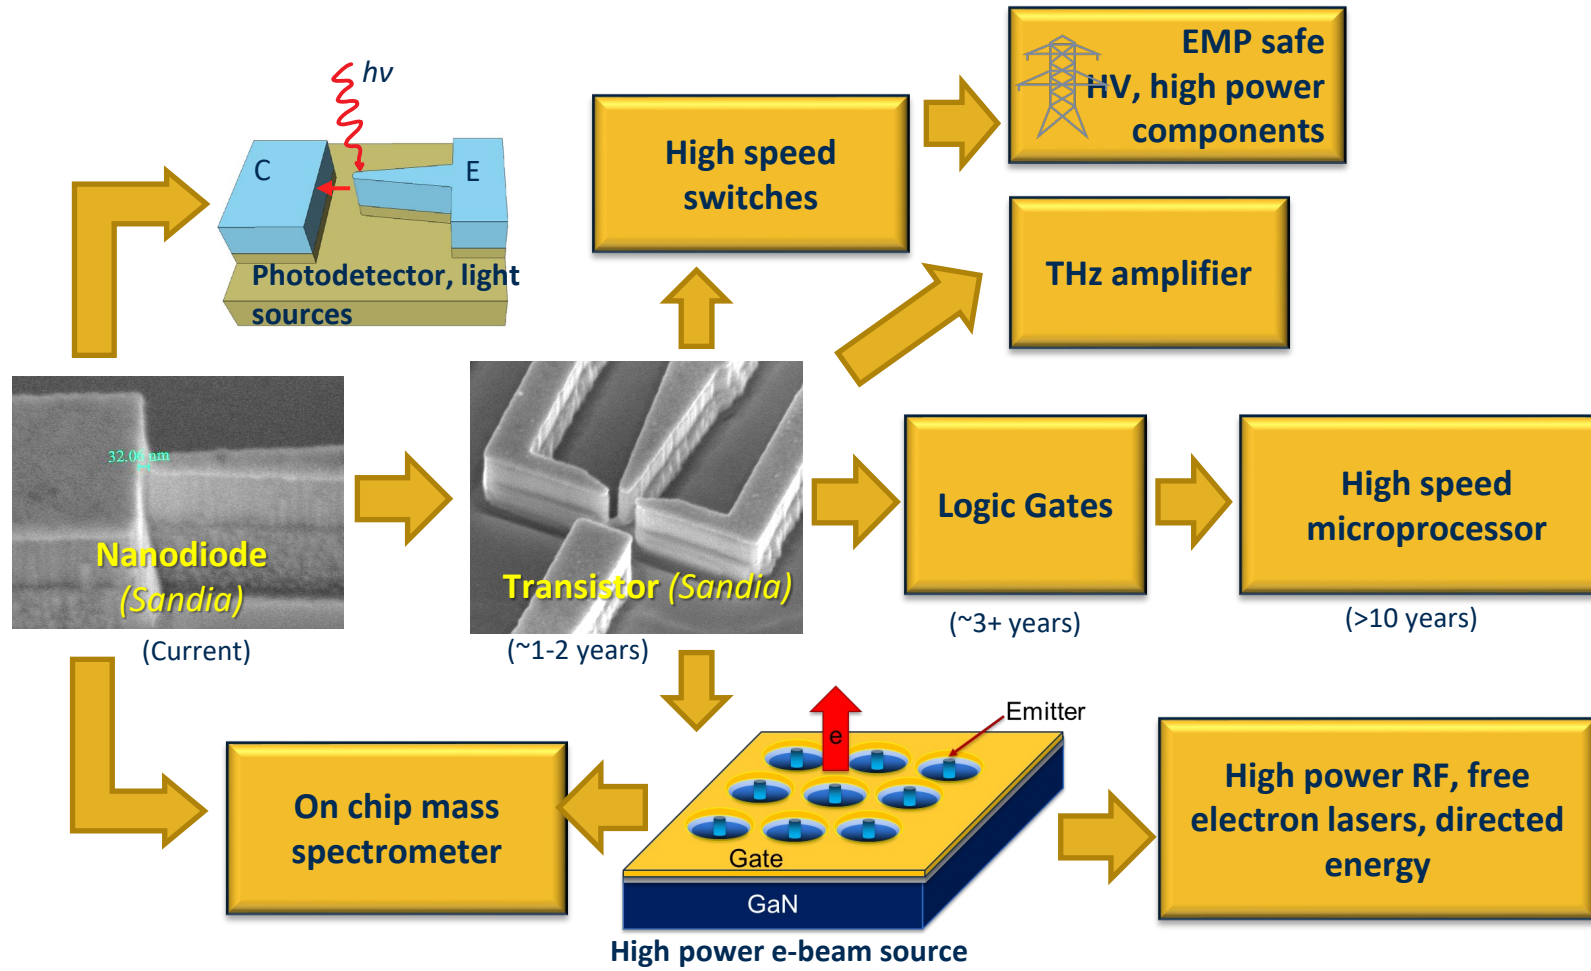 hν
C
E
Photodetector, light
sources
High speed
switches
EMP safe
HV, high power
components
THz amplifier
32.06 nm
Nanodiode
(Sandia)
(Current)
Transistor (Sandia)
(~1-2 years)
Logic Gates
(~3+ years)
High speed
microprocessor
(>10 years)
On chip mass
spectrometer
e
Emitter
Gate
GaN
High power e-beam source
High power RF, free
electron lasers, directed
energy